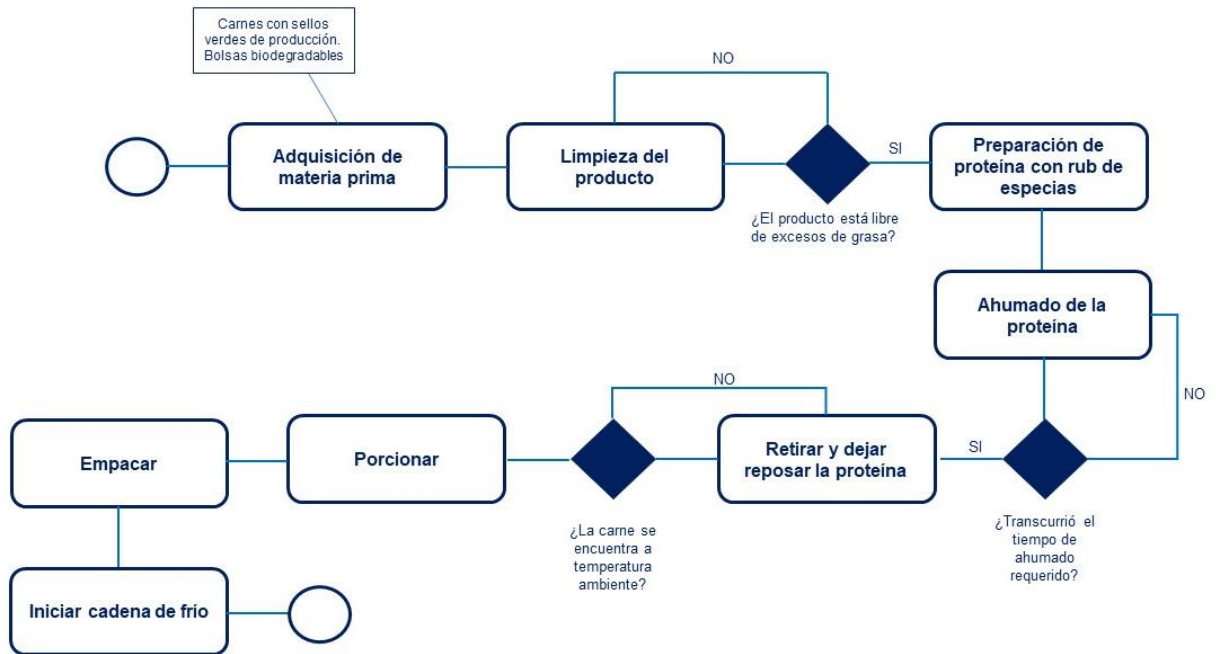 Carnes con sellos
verdes de producción.
Bolsas biodegradables
NO
Adquisición de
materia prima
Limpieza del
producto
SI
Preparación de
proteína con rub de
especias
¿El producto está libre
de excesos de grasa?
Ahumado de la
proteína
NO
NO
Empacar
Porcionar
Retirar y dejar
reposar la proteína
SI
¿La carne se
encuentra a
temperatura
ambiente?
¿Transcurrió el
tiempo de
ahumado
requerido?
Iniciar cadena de frío